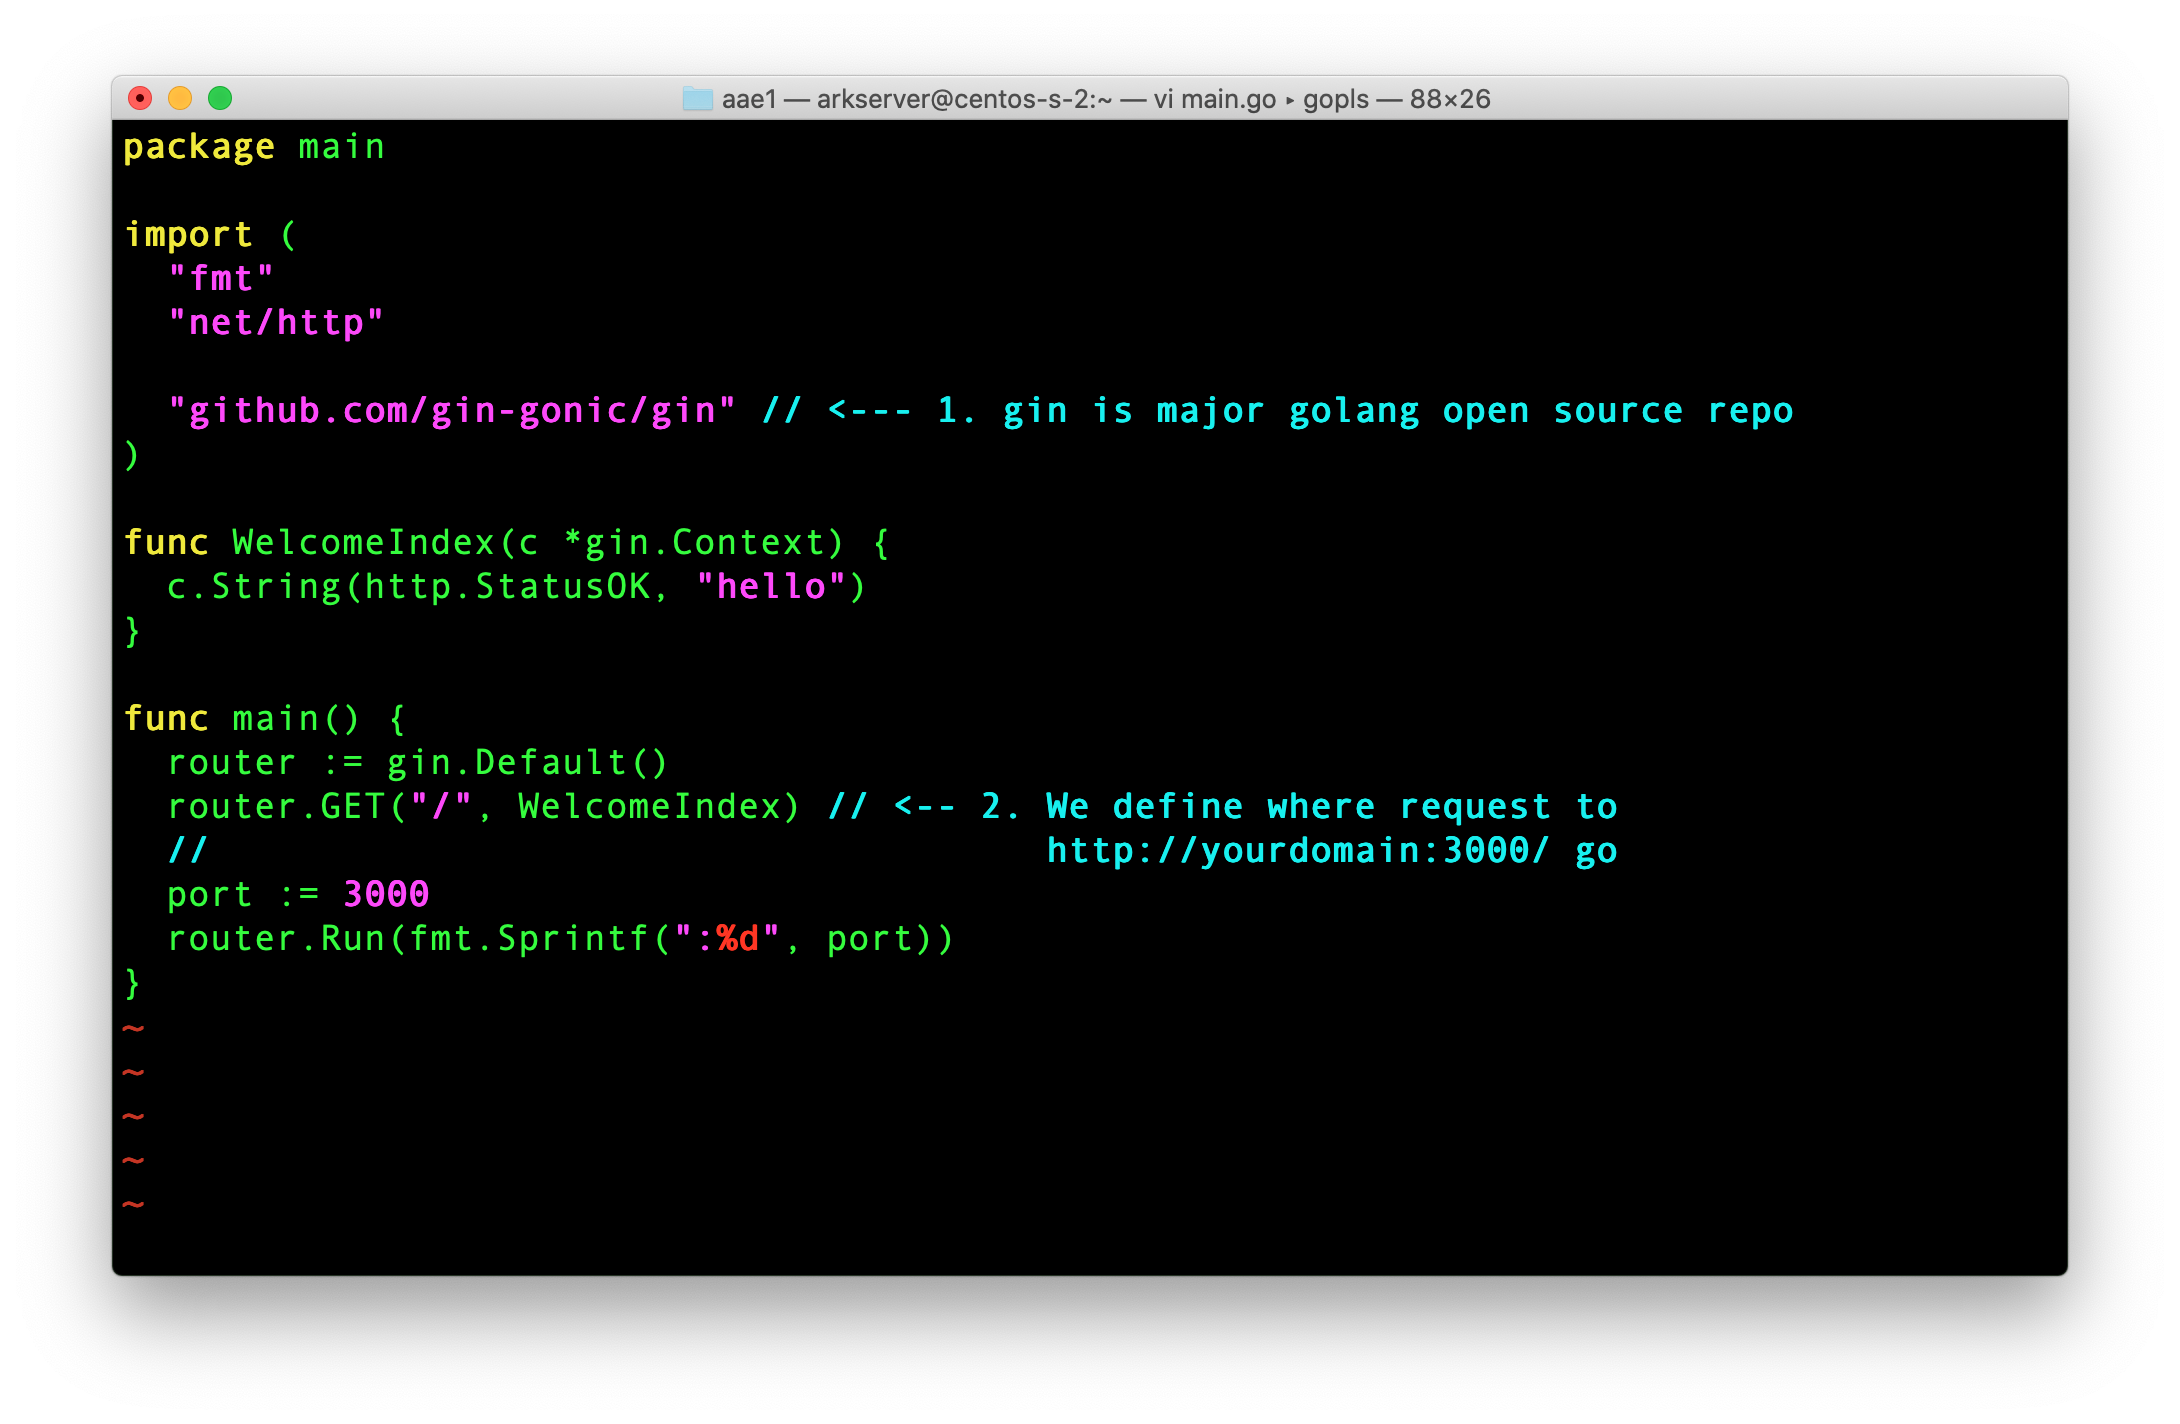 aae1 — arkserver@centos-s-2:~ — vi main.go ▸ gopls — 88×26
package main
import (
  "fmt"
  "net/http"
  "github.com/gin-gonic/gin" // <--- 1. gin is major golang open source repo
)
func WelcomeIndex(c *gin.Context) {
  c.String(http.StatusOK, "hello")
}
func main() {
  router := gin.Default()
  router.GET("/", WelcomeIndex) // <-- 2. We define where request to
  //                                      http://yourdomain:3000/ go
  port := 3000
  router.Run(fmt.Sprintf(":%d", port))
}
~
~
~
~
~